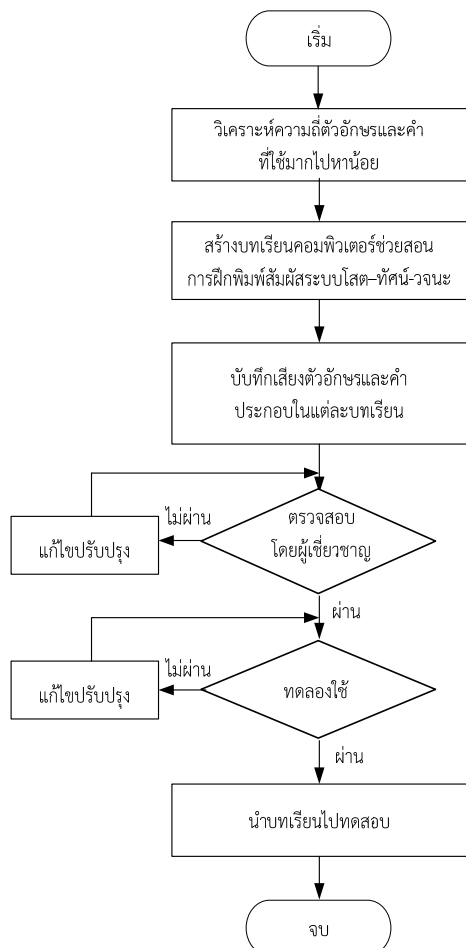 เริ่ม
วิเคราะห์ความถี่ตัวอักษรและคำ
ที่ใช้มากไปหาน้อย
สร้างบทเรียนคอมพิวเตอร์ช่วยสอน
การฝึกพิมพ์สัมผัสระบบโสต–ทัศน์-วจนะ
บับทึกเสียงตัวอักษรและคำ
ประกอบในแต่ละบทเรียน
ไม่ผ่าน
ตรวจสอบ
โดยผู้เชี่ยวชาญ
แก้ไขปรับปรุง
ผ่าน
ไม่ผ่าน
ทดลองใช้
แก้ไขปรับปรุง
ผ่าน
นำบทเรียนไปทดสอบ
จบ